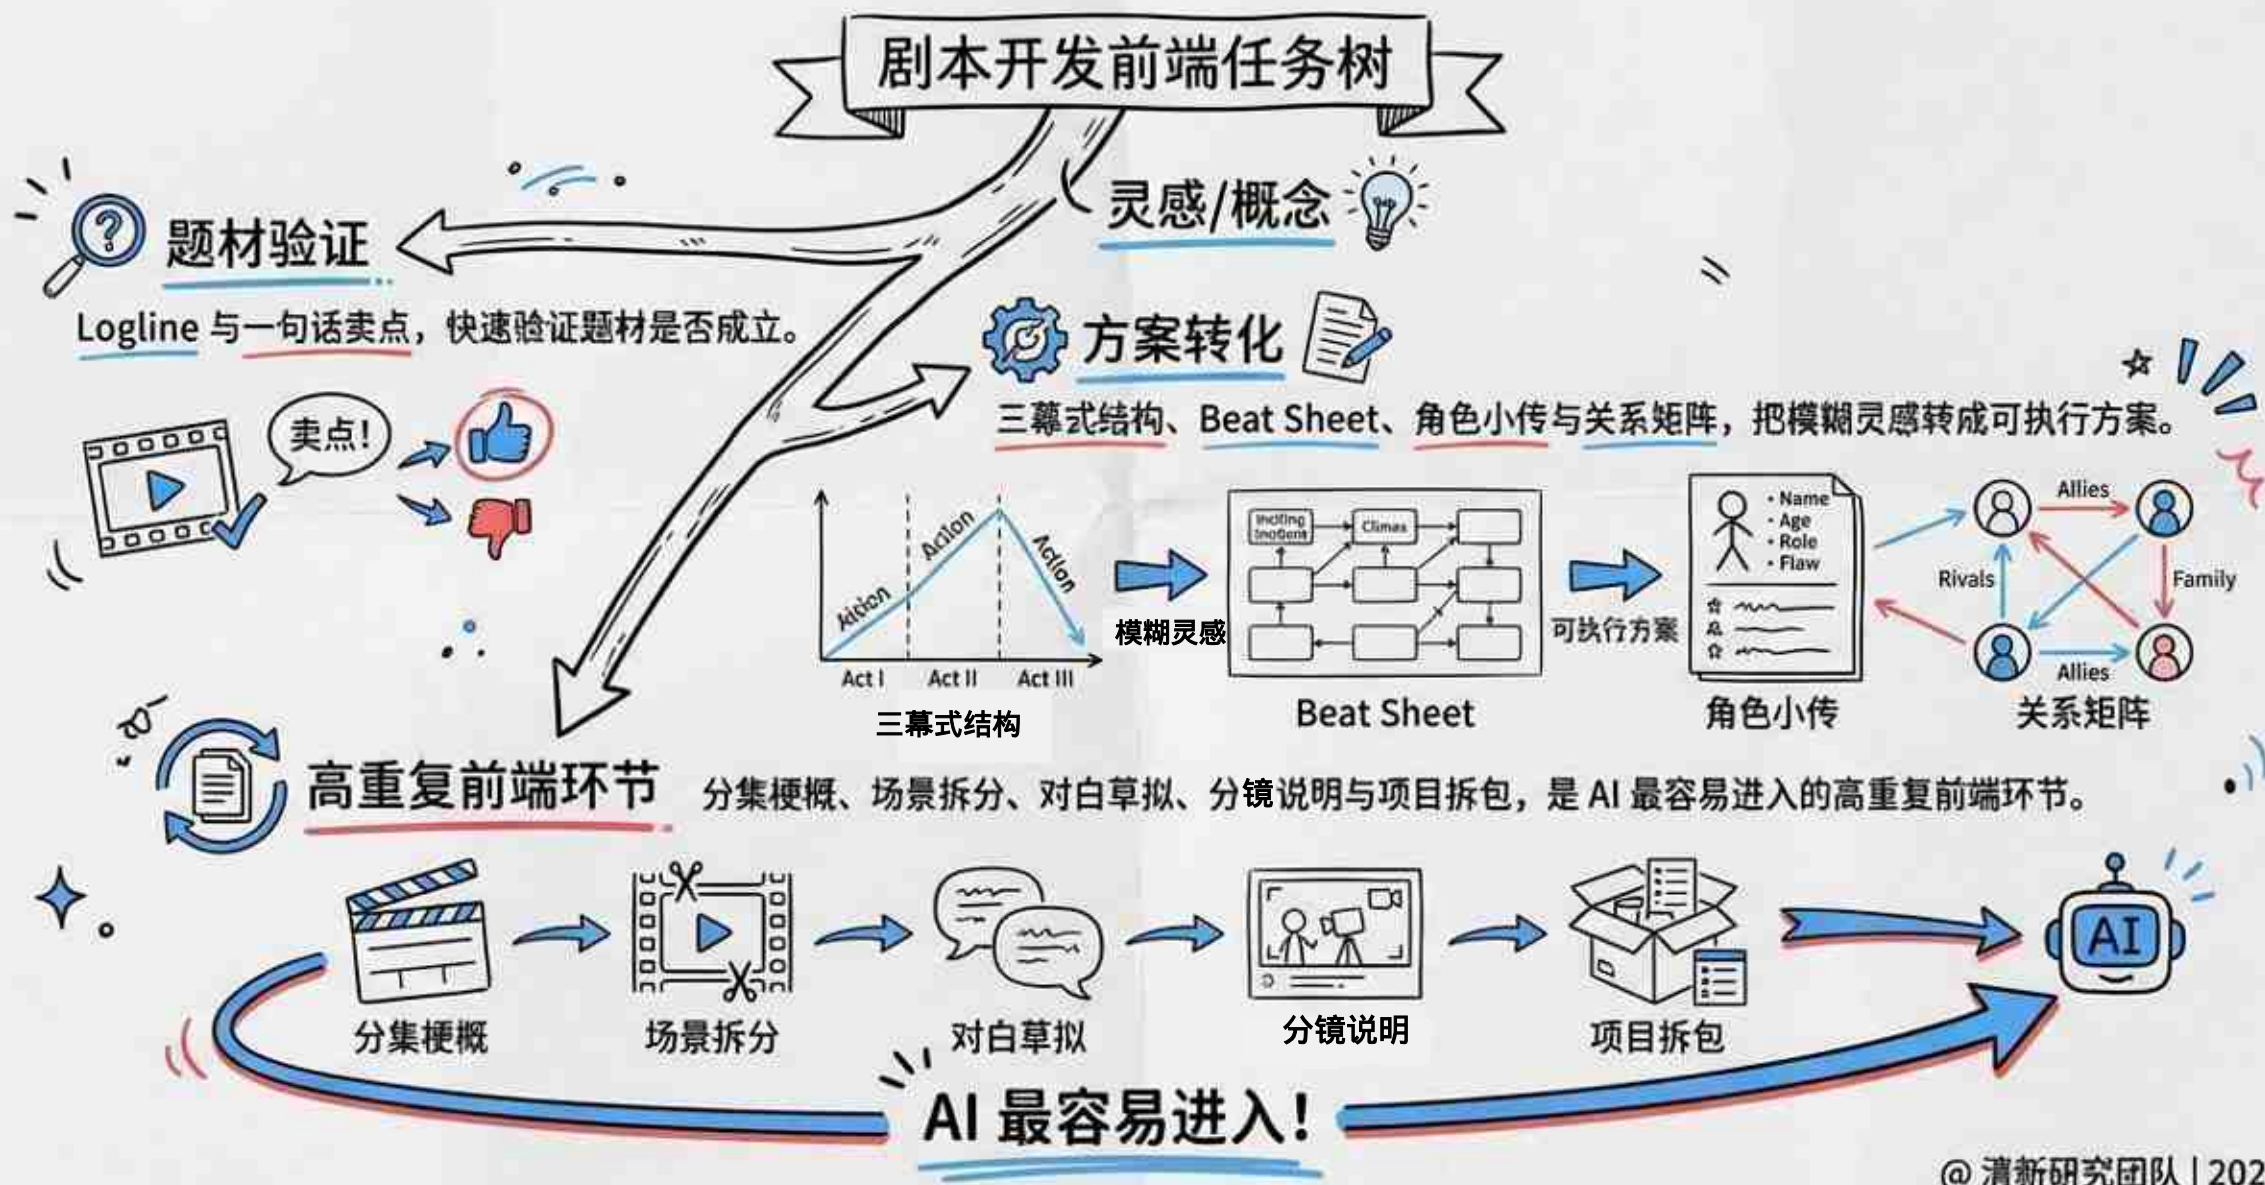 剧本开发前端任务树
灵感/概念
题材验证
Logline 与一句话卖点，快速验证题材是否成立。
卖点！
方案转化
三幕式结构、Beat Sheet、角色小传与关系矩阵，把模糊灵感转成可执行方案。
Action
Action
Act I
Act II
Act III
三幕式结构
模糊灵感
Inciting
Climax
Beat Sheet
可执行方案
• Name
• Age
• Role
• Flaw
角色小传
Allies
Rivals
Family
Allies
关系矩阵
高重复前端环节
分集梗概、场景拆分、对白草拟、分镜说明与项目拆包，是 AI 最容易进入的高重复前端环节。
分集梗概
场景拆分
对白草拟
分镜说明
项目拆包
AI
AI 最容易进入！
@ 清新研究团队 | 202